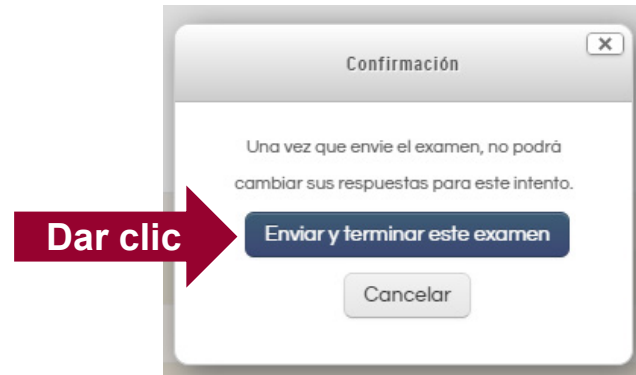 Confirmación
Una vez que envie el examen, no podrá
cambiar sus respuestas para este intento.
Dar clic
Enviar y terminar este examen
Cancelar